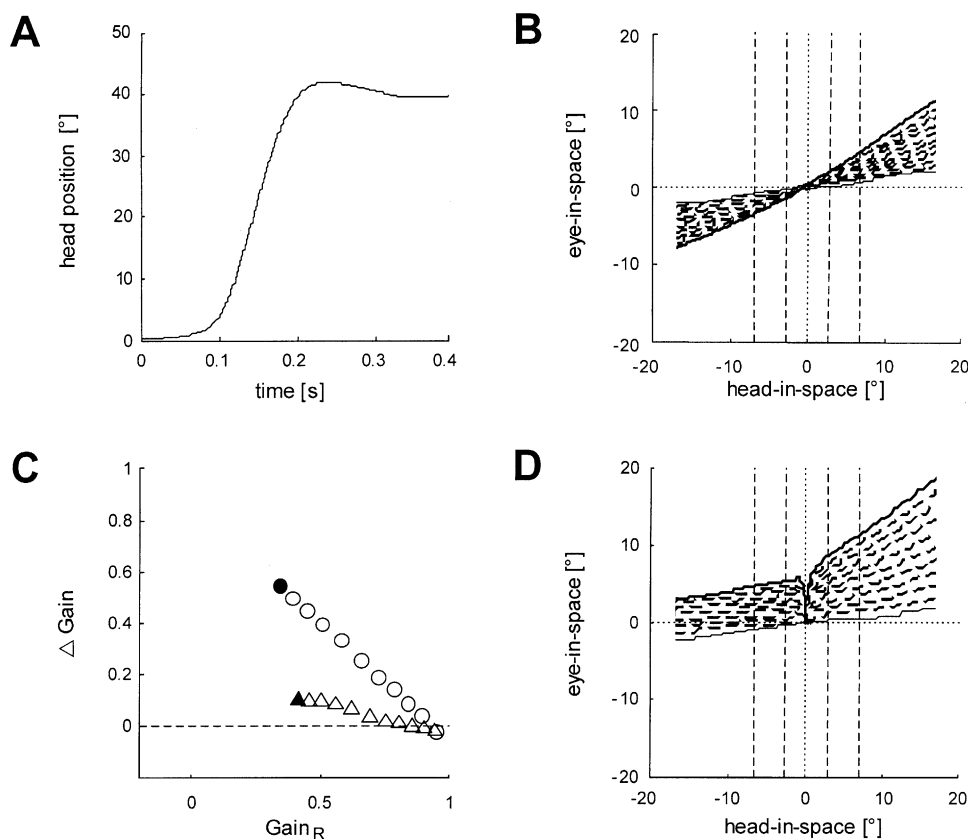 A
50
40
30
20
10
0
head position [°]
0 0.1 0.2 0.3 0.4
time [s]
B
20
10
0
-10
-20
eye-in-space [°]
-20 -10 0 10 20
head-in-space [°]
C
1
0.8
0.6
0.4
0.2
0
△ Gain
0 0.5 1
Gain R
D
20
10
0
-10
-20
eye-in-space [°]
-20 -10 0 10 20
head-in-space [°]